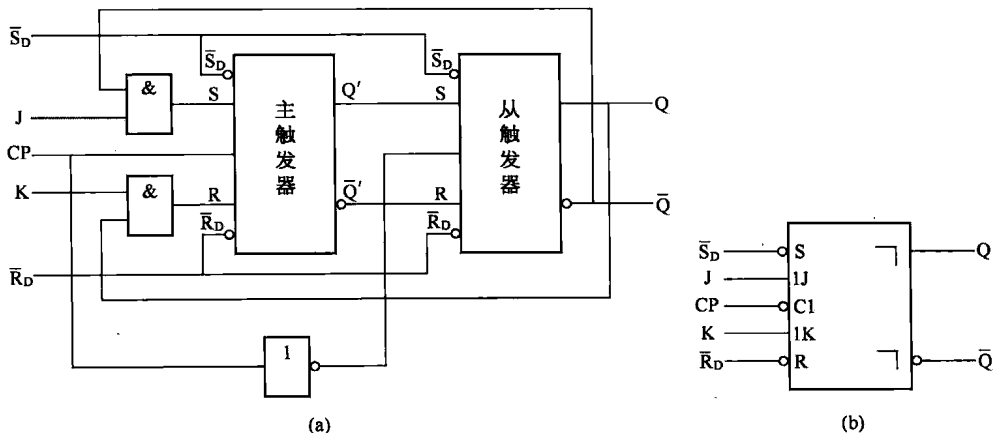 S̅D
S̅D
S̅D
&
S
Q′
S
Q
J
主触发器
从触发器
CP
K
&
R
Q̅′
R
Q̅
R̅D
R̅D
R̅D
1
(a)
S̅D
S
Q
J
1J
CP
C1
K
1K
R̅D
R
Q̅
(b)